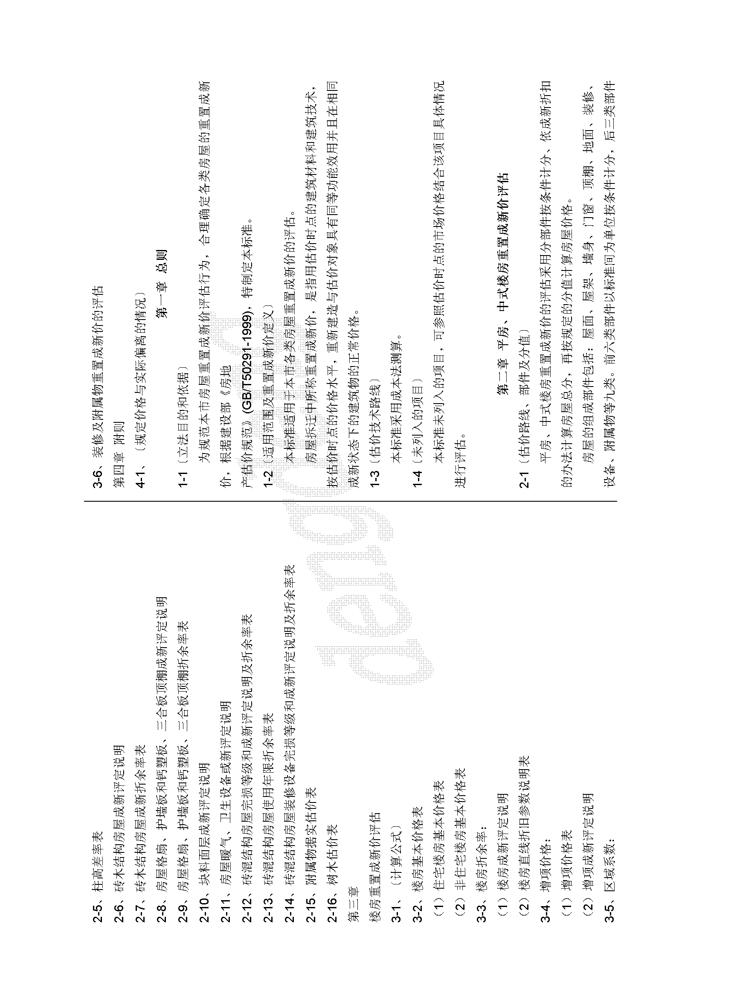 2-5、柱高差率表
2-6、砖木结构房屋成新评定说明
2-7、砖木结构房屋成新折余率表
2-8、房屋格扇、护墙板和钙塑板、三合板顶棚成新评定说明
2-9、房屋格扇、护墙板和钙塑板、三合板顶棚折余率表
2-10、块料面层成新评定说明
2-11、房屋暖气、卫生设备或新评定说明
2-12、砖混结构房屋完损等级和成新评定说明及折余率表
2-13、砖混结构房屋使用年限折余率表
2-14、砖混结构房屋装修设备完损等级和成新评定说明及折余率表
2-15、附属物据实估价表
2-16、树木估价表
第三章
楼房重置成新价评估
3-1、〔计算公式〕
3-2、楼房基本价格表
（1）住宅楼房基本价格表
（2）非住宅楼房基本价格表
3-3、楼房折余率：
（1）楼房成新评定说明
（2）楼房直线折旧参数说明表
3-4、增项价格：
（1）增项价格表
（2）增项成新评定说明
3-5、区域系数：
3-6、装修及附属物重置成新价的评估
第四章 附则
4-1、〔规定价格与实际偏离的情况〕
第一章 总则
1-1〔立法目的和依据〕
为规范本市房屋重置成新价评估行为，合理确定各类房屋的重置成新
价，根据建设部《房地
产估价规范》(GB/T50291-1999)，特制定本标准。
1-2〔适用范围及重置成新价定义〕
本标准适用于本市各类房屋重置成新价的评估。
房屋拆迁中所称重置成新价，是指用估价时点的建筑材料和建筑技术，
按估价时点的价格水平，重新建造与估价对象具有同等功能效用并且在相同
成新状态下的建筑物的正常价格。
1-3〔估价技术路线〕
本标准采用成本法测算。
1-4〔未列入的项目〕
本标准未列入的项目，可参照估价时点的市场价格结合该项目具体情况
进行评估。
第二章 平房、中式楼房重置成新价评估
2-1〔估价路线、部件及分值〕
平房、中式楼房重置成新价的评估采用分部件按条件计分、依成新折扣
的办法计算房屋总分，再按规定的分值计算房屋价格。
房屋的组成部件包括：屋面、屋架、墙身、门窗、顶棚、地面、装修、
设备、附属物等九类。前六类部件以标准间为单位按条件计分，后三类部件